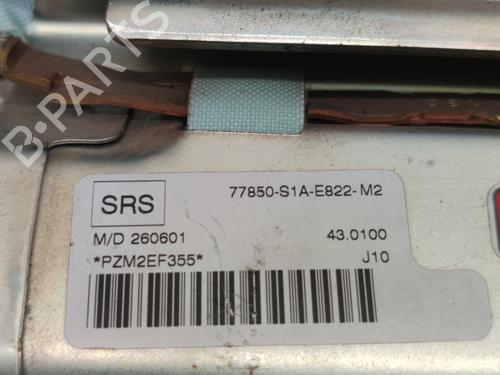 B-PARTS
SRS
77850-S1A-E822-M2
M/D 260601
43.0100
*PZM2EF355*
J10